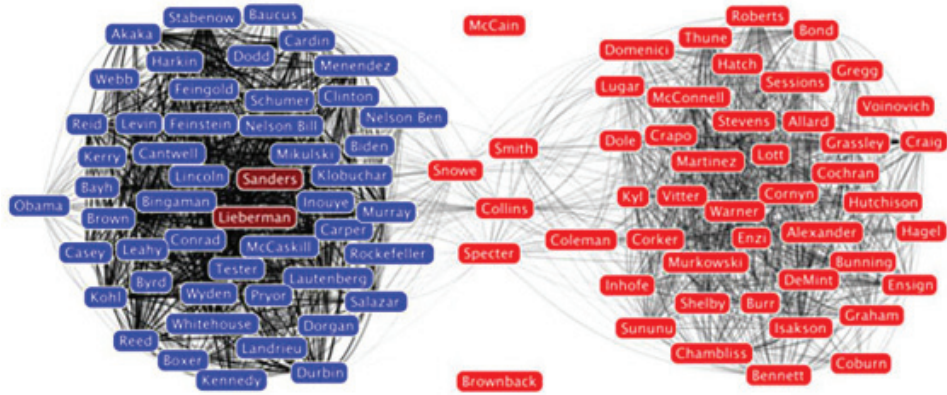 Stabenow
Baucus
Akaka
Cardin
Dodd
Harkin
Menendez
Webb
Feingold
Clinton
Schumer
Nelson Ben
Reid
Levin
Feinstein
Nelson Bill
Biden
Kerry
Cantwell
Mikulski
Lincoln
Sanders
Klobuchar
Bayh
Obama
Bingaman
Inouye
Brown
Lieberman
Murray
Carper
Casey
Leahy
Conrad
McCaskill
Rockefeller
Tester
Lautenberg
Kohl
Byrd
Wyden
Pryor
Salazar
Whitehouse
Dorgan
Reed
Landrieu
Boxer
Kennedy
Durbin
McCain
Smith
Snowe
Collins
Specter
Coleman
Brownback
Roberts
Bond
Thune
Domenici
Hatch
Gregg
Lugar
Sessions
McConnell
Voinovich
Stevens
Allard
Dole
Crapo
Grassley
Craig
Martinez
Lott
Cochran
Kyl
Vitter
Cornyn
Hutchison
Warner
Corker
Enzi
Alexander
Hagel
Murkowski
Bunning
Inhofe
DeMint
Ensign
Shelby
Burr
Graham
Sununu
Isakson
Chambliss
Coburn
Bennett